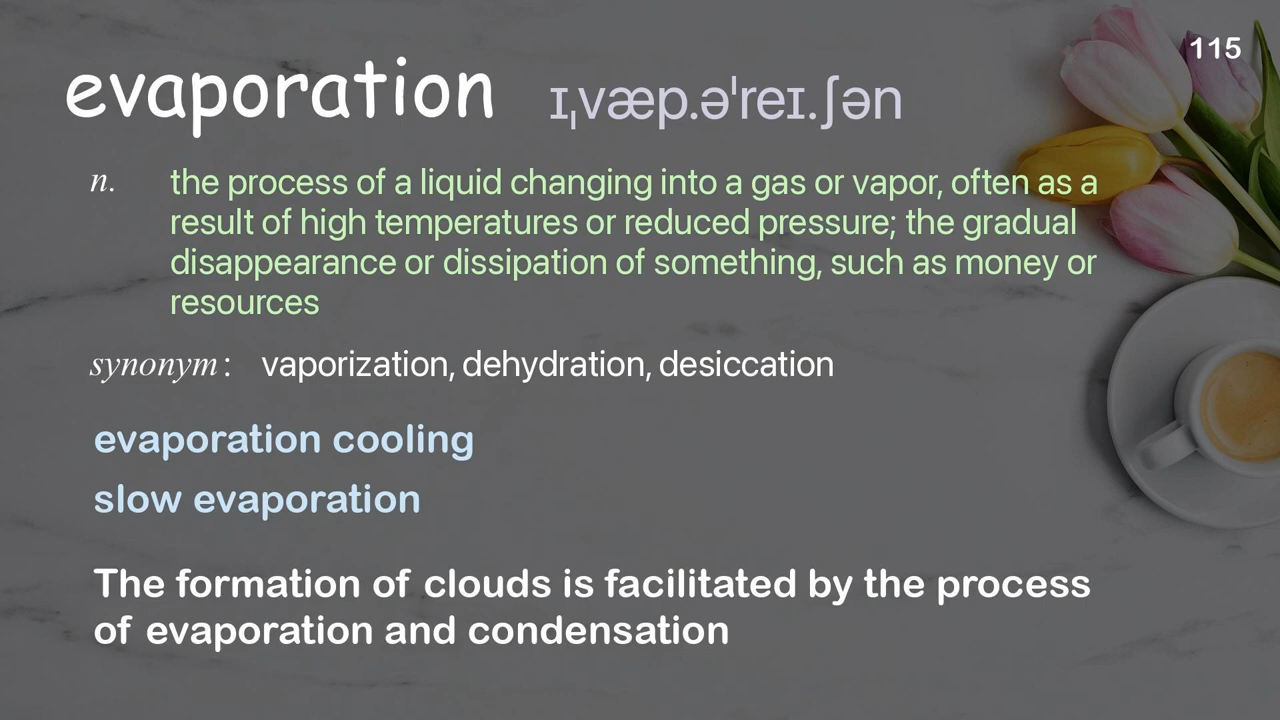 115
evaporation ɪˌvæp.əˈreɪ.ʃən
n. the process of a liquid changing into a gas or vapor, often as a
result of high temperatures or reduced pressure; the gradual
disappearance or dissipation of something, such as money or
resources
synonym: vaporization, dehydration, desiccation
evaporation cooling
slow evaporation
The formation of clouds is facilitated by the process
of evaporation and condensation